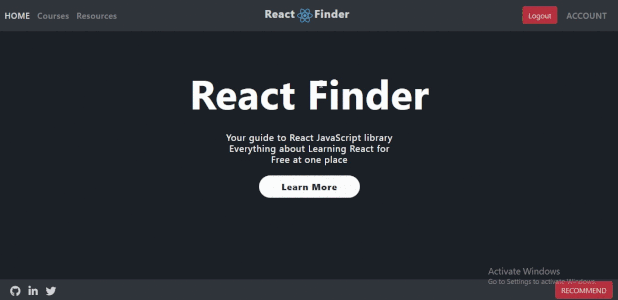 HOME Courses Resources React Finder Logout ACCOUNT
React Finder
Your guide to React JavaScript library
Everything about Learning React for
Free at one place
Learn More
Activate Windows
Go to Settings to activate Windows.
RECOMMEND